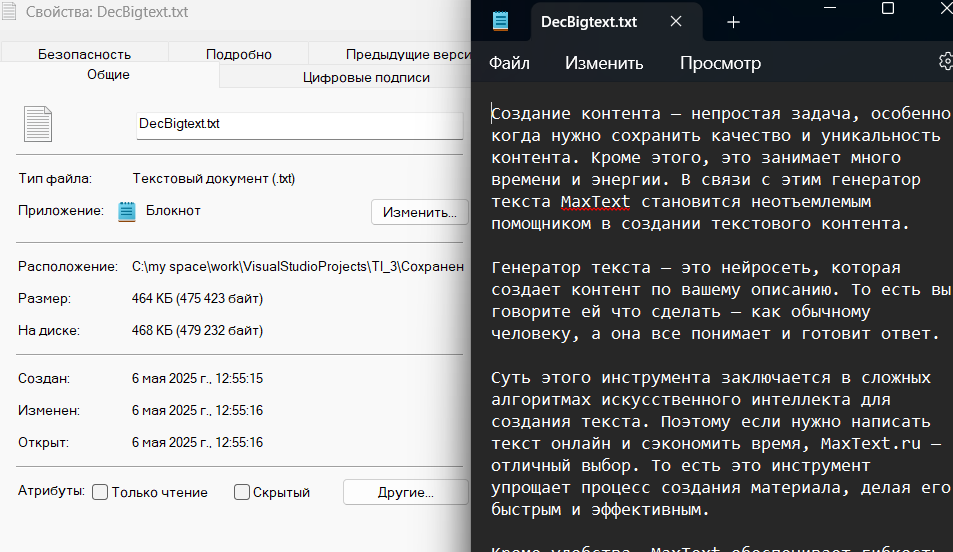 Свойства: DecBigtext.txt
Безопасность
Подробно
Предыдущие верси
Общие
Цифровые подписи
DecBigtext.txt
Тип файла:
Текстовый документ (.txt)
Приложение:
Блокнот
Изменить...
Расположение:
C:\my space\work\VisualStudioProjects\TI_3\Сохранен
Размер:
464 КБ (475 423 байт)
На диске:
468 КБ (479 232 байт)
Создан:
6 мая 2025 г., 12:55:15
Изменен:
6 мая 2025 г., 12:55:16
Открыт:
6 мая 2025 г., 12:55:16
Атрибуты:
Только чтение
Скрытый
Другие...
DecBigtext.txt
Файл
Изменить
Просмотр
Создание контента — непростая задача, особенно
когда нужно сохранить качество и уникальность
контента. Кроме этого, это занимает много
времени и энергии. В связи с этим генератор
текста MaxText становится неотъемлемым
помощником в создании текстового контента.
Генератор текста — это нейросеть, которая
создает контент по вашему описанию. То есть вы
говорите ей что сделать — как обычному
человеку, а она все понимает и готовит ответ.
Суть этого инструмента заключается в сложных
алгоритмах искусственного интеллекта для
создания текста. Поэтому если нужно написать
текст онлайн и сэкономить время, MaxText.ru —
отличный выбор. То есть это инструмент
упрощает процесс создания материала, делая его
быстрым и эффективным.
Кроме удобства, MaxText обеспечивает гибкость